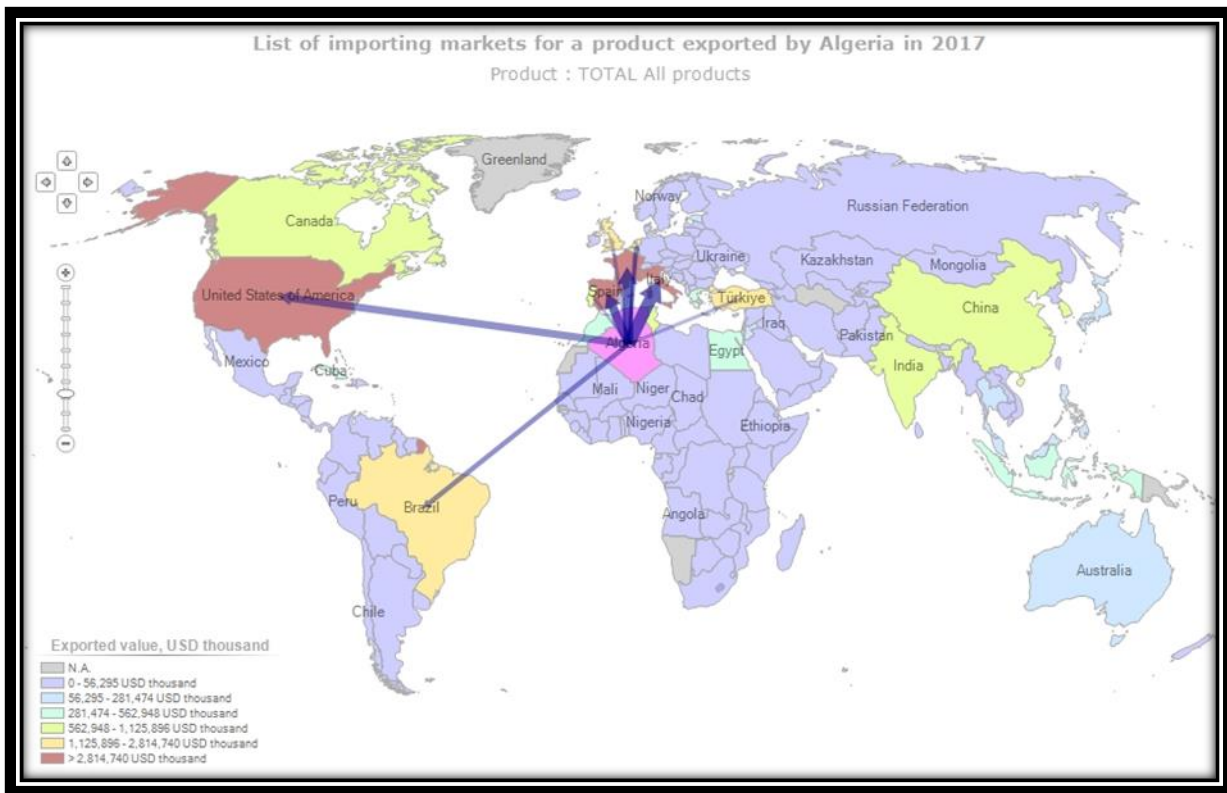 List of importing markets for a product exported by Algeria in 2017
Product : TOTAL All products
Greenland
Norway
Canada
Russian Federation
Ukraine
Kazakhstan
Mongolia
Italy
Spain
United States of America
Türkiye
China
Algeria
Iraq
Pakistan
Egypt
Mexico
Cuba
India
Mali
Niger
Chad
Nigeria
Ethiopia
Peru
Brazil
Angola
Australia
Chile
Exported value, USD thousand
N.A.
0 - 56,295 USD thousand
56,295 - 281,474 USD thousand
281,474 - 562,948 USD thousand
562,948 - 1,125,896 USD thousand
1,125,896 - 2,814,740 USD thousand
> 2,814,740 USD thousand